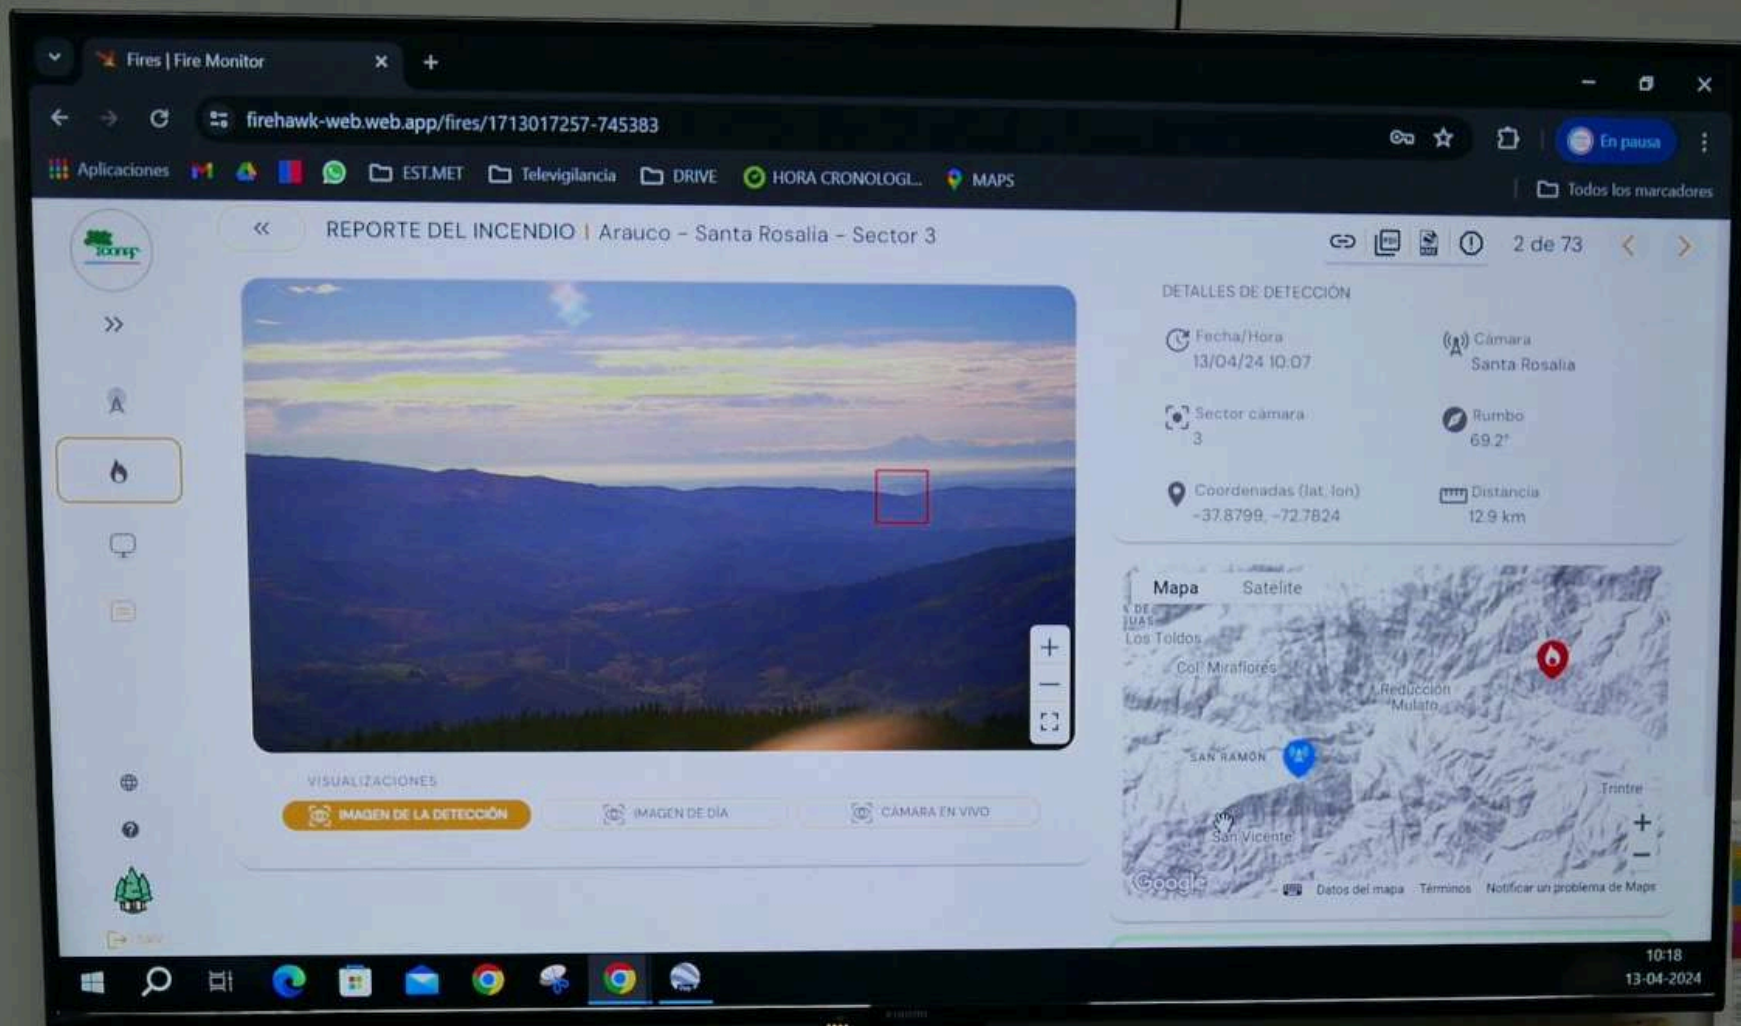 Fires | Fire Monitor
firehawk-web.web.app/fires/1713017257-745383
En pausa
Aplicaciones
EST.MET
Televigilancia
DRIVE
HORA CRONOLOGI...
MAPS
Todos los marcadores
REPORTE DEL INCENDIO | Arauco - Santa Rosalia - Sector 3
2 de 73
DETALLES DE DETECCIÓN
Fecha/Hora
13/04/24 10:07
Cámara
Santa Rosalia
Sector cámara
3
Rumbo
69.2°
Coordenadas (lat, lon)
-37.8799, -72.7824
Distancia
12.9 km
Mapa
Satélite
Los Toldos
Col. Miraflores
Reducción
Mulato
SAN RAMÓN
Trintre
San Vicente
Google
Datos del mapa
Términos
Notificar un problema de Maps
VISUALIZACIONES
IMAGEN DE LA DETECCIÓN
IMAGEN DE DÍA
CÁMARA EN VIVO
10:18
13-04-2024